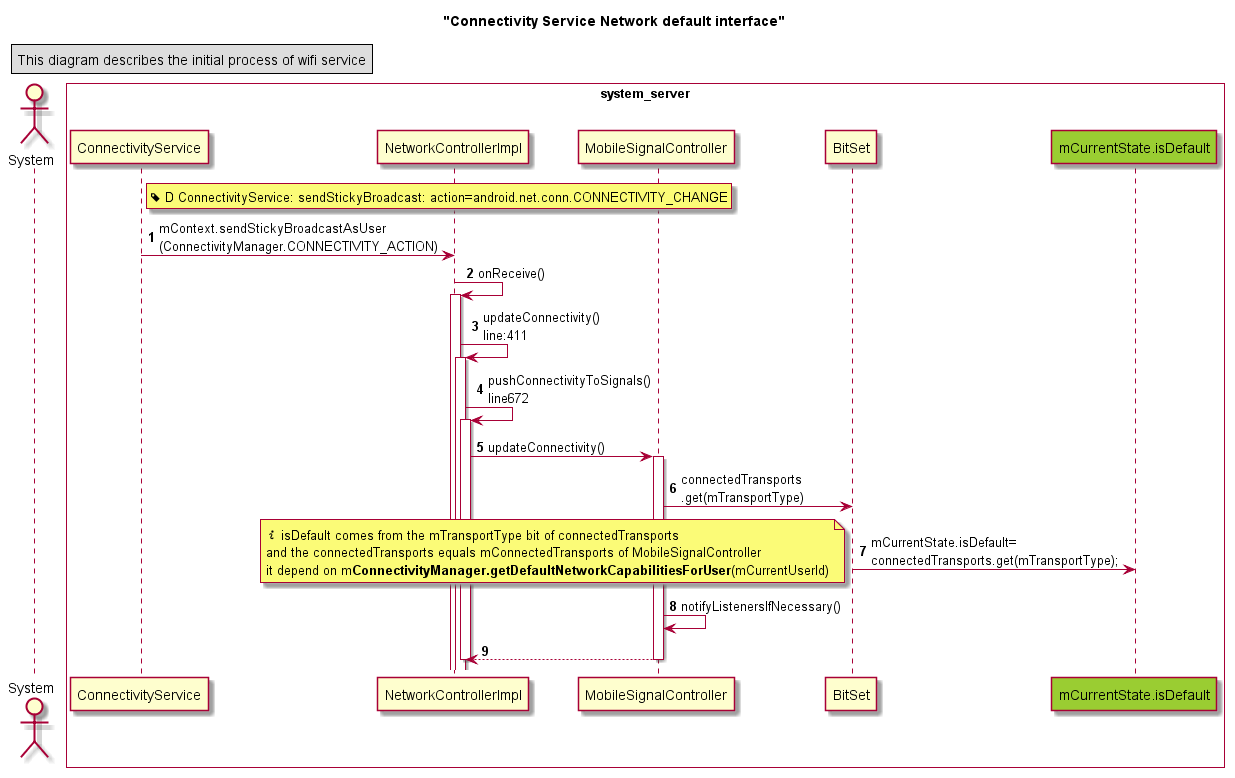 "Connectivity Service Network default interface"
This diagram describes the initial process of wifi service
system_server
System
ConnectivityService
NetworkControllerImpl
MobileSignalController
BitSet
mCurrentState.isDefault
D ConnectivityService: sendStickyBroadcast: action=android.net.conn.CONNECTIVITY_CHANGE
1 mContext.sendStickyBroadcastAsUser
(ConnectivityManager.CONNECTIVITY_ACTION)
2 onReceive()
3 updateConnectivity()
line:411
4 pushConnectivityToSignals()
line672
5 updateConnectivity()
6 connectedTransports
.get(mTransportType)
i isDefault comes from the mTransportType bit of connectedTransports
and the connectedTransports equals mConnectedTransports of MobileSignalController
it depend on mConnectivityManager.getDefaultNetworkCapabilitiesForUser(mCurrentUserId)
7 mCurrentState.isDefault=
connectedTransports.get(mTransportType);
8 notifyListenersIfNecessary()
9
System
ConnectivityService
NetworkControllerImpl
MobileSignalController
BitSet
mCurrentState.isDefault